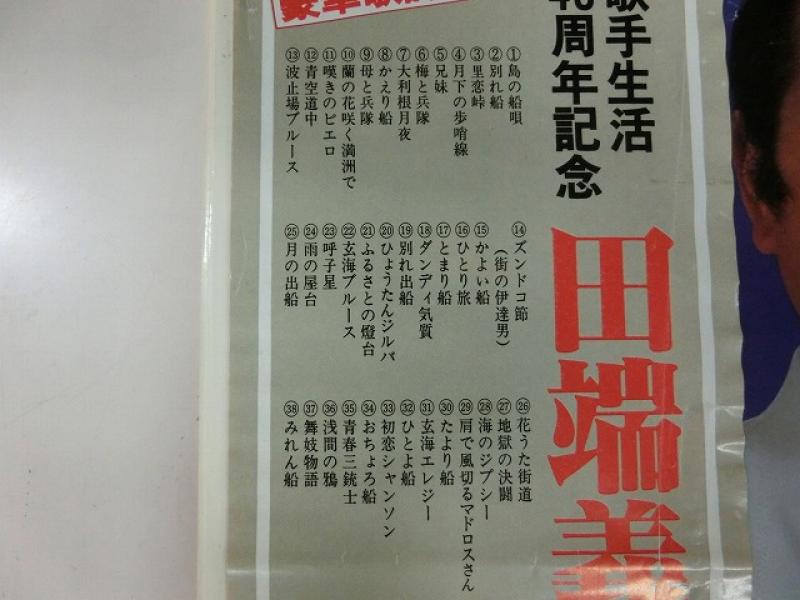 歌手生活
周年記念
田端義
①島の船唄
②別れ船
③里恋峠
④月下の歩哨線
⑤兄妹
⑥梅と兵隊
⑦大利根月夜
⑧かえり船
⑨母と兵隊
⑩蘭の花咲く満洲で
⑪嘆きのピエロ
⑫青空道中
⑬波止場ブルース
⑭ズンドコ節
(街の伊達男)
⑮かよい船
⑯ひとり旅
⑰とまり船
⑱ダンディ気質
⑲別れ出船
⑳ひょうたんジルバ
㉑ふるさとの燈台
㉒玄海ブルース
㉓呼子星
㉔雨の屋台
㉕月の出船
㉖花うた街道
㉗地獄の決闘
㉘海のジプシー
㉙肩で風切るマドロスさん
㉚たより船
㉛玄海エレジー
㉜ひとよ船
㉝初恋シャンソン
㉞おちょろ船
㉟青春三銃士
㊱浅間の鴉
㊲舞妓物語
㊳みれん船